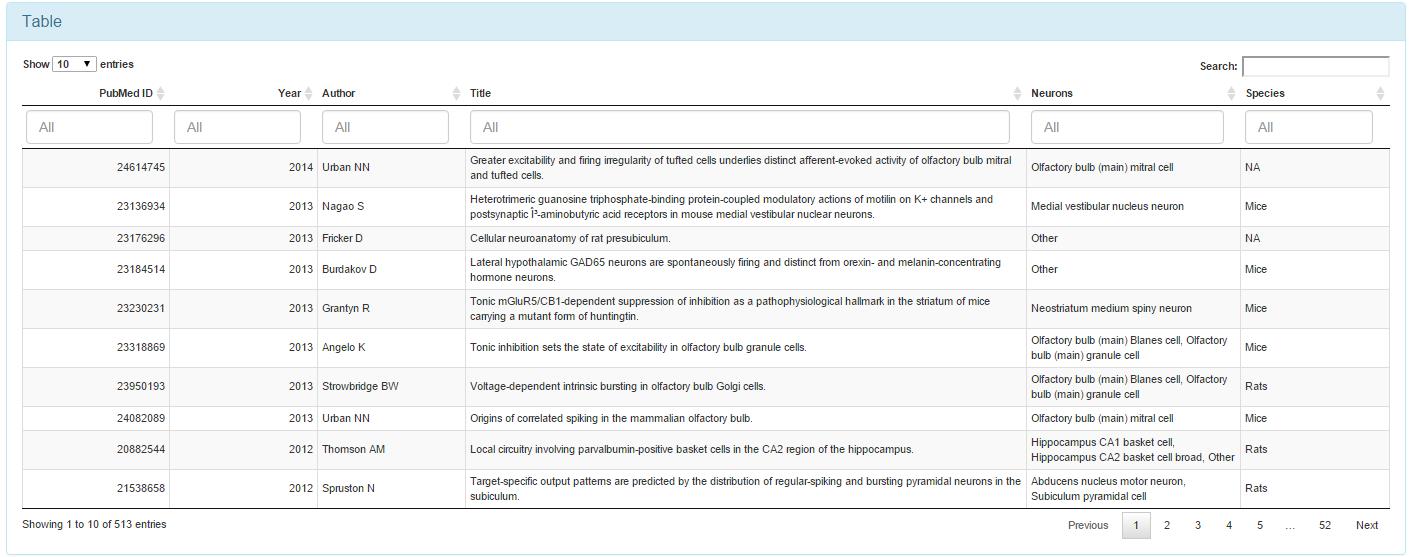 Table
Show 10 entries
Search:
PubMed ID Year Author Title Neurons Species
All All All All All All
24614745 2014 Urban NN Greater excitability and firing irregularity of tufted cells underlies distinct afferent-evoked activity of olfactory bulb mitral and tufted cells. Olfactory bulb (main) mitral cell NA
23136934 2013 Nagao S Heterotrimeric guanosine triphosphate-binding protein-coupled modulatory actions of motilin on K+ channels and postsynaptic Î³-aminobutyric acid receptors in mouse medial vestibular nuclear neurons. Medial vestibular nucleus neuron Mice
23176296 2013 Fricker D Cellular neuroanatomy of rat presubiculum. Other NA
23184514 2013 Burdakov D Lateral hypothalamic GAD65 neurons are spontaneously firing and distinct from orexin- and melanin-concentrating hormone neurons. Other Mice
23230231 2013 Grantyn R Tonic mGluR5/CB1-dependent suppression of inhibition as a pathophysiological hallmark in the striatum of mice carrying a mutant form of huntingtin. Neostriatum medium spiny neuron Mice
23318869 2013 Angelo K Tonic inhibition sets the state of excitability in olfactory bulb granule cells. Olfactory bulb (main) Blanes cell, Olfactory bulb (main) granule cell Mice
23950193 2013 Strowbridge BW Voltage-dependent intrinsic bursting in olfactory bulb Golgi cells. Olfactory bulb (main) Blanes cell, Olfactory bulb (main) granule cell Rats
24082089 2013 Urban NN Origins of correlated spiking in the mammalian olfactory bulb. Olfactory bulb (main) mitral cell Mice
20882544 2012 Thomson AM Local circuitry involving parvalbumin-positive basket cells in the CA2 region of the hippocampus. Hippocampus CA1 basket cell, Hippocampus CA2 basket cell broad, Other Rats
21538658 2012 Spruston N Target-specific output patterns are predicted by the distribution of regular-spiking and bursting pyramidal neurons in the subiculum. Abducens nucleus motor neuron, Subiculum pyramidal cell Rats
Showing 1 to 10 of 513 entries
Previous 1 2 3 4 5 … 52 Next